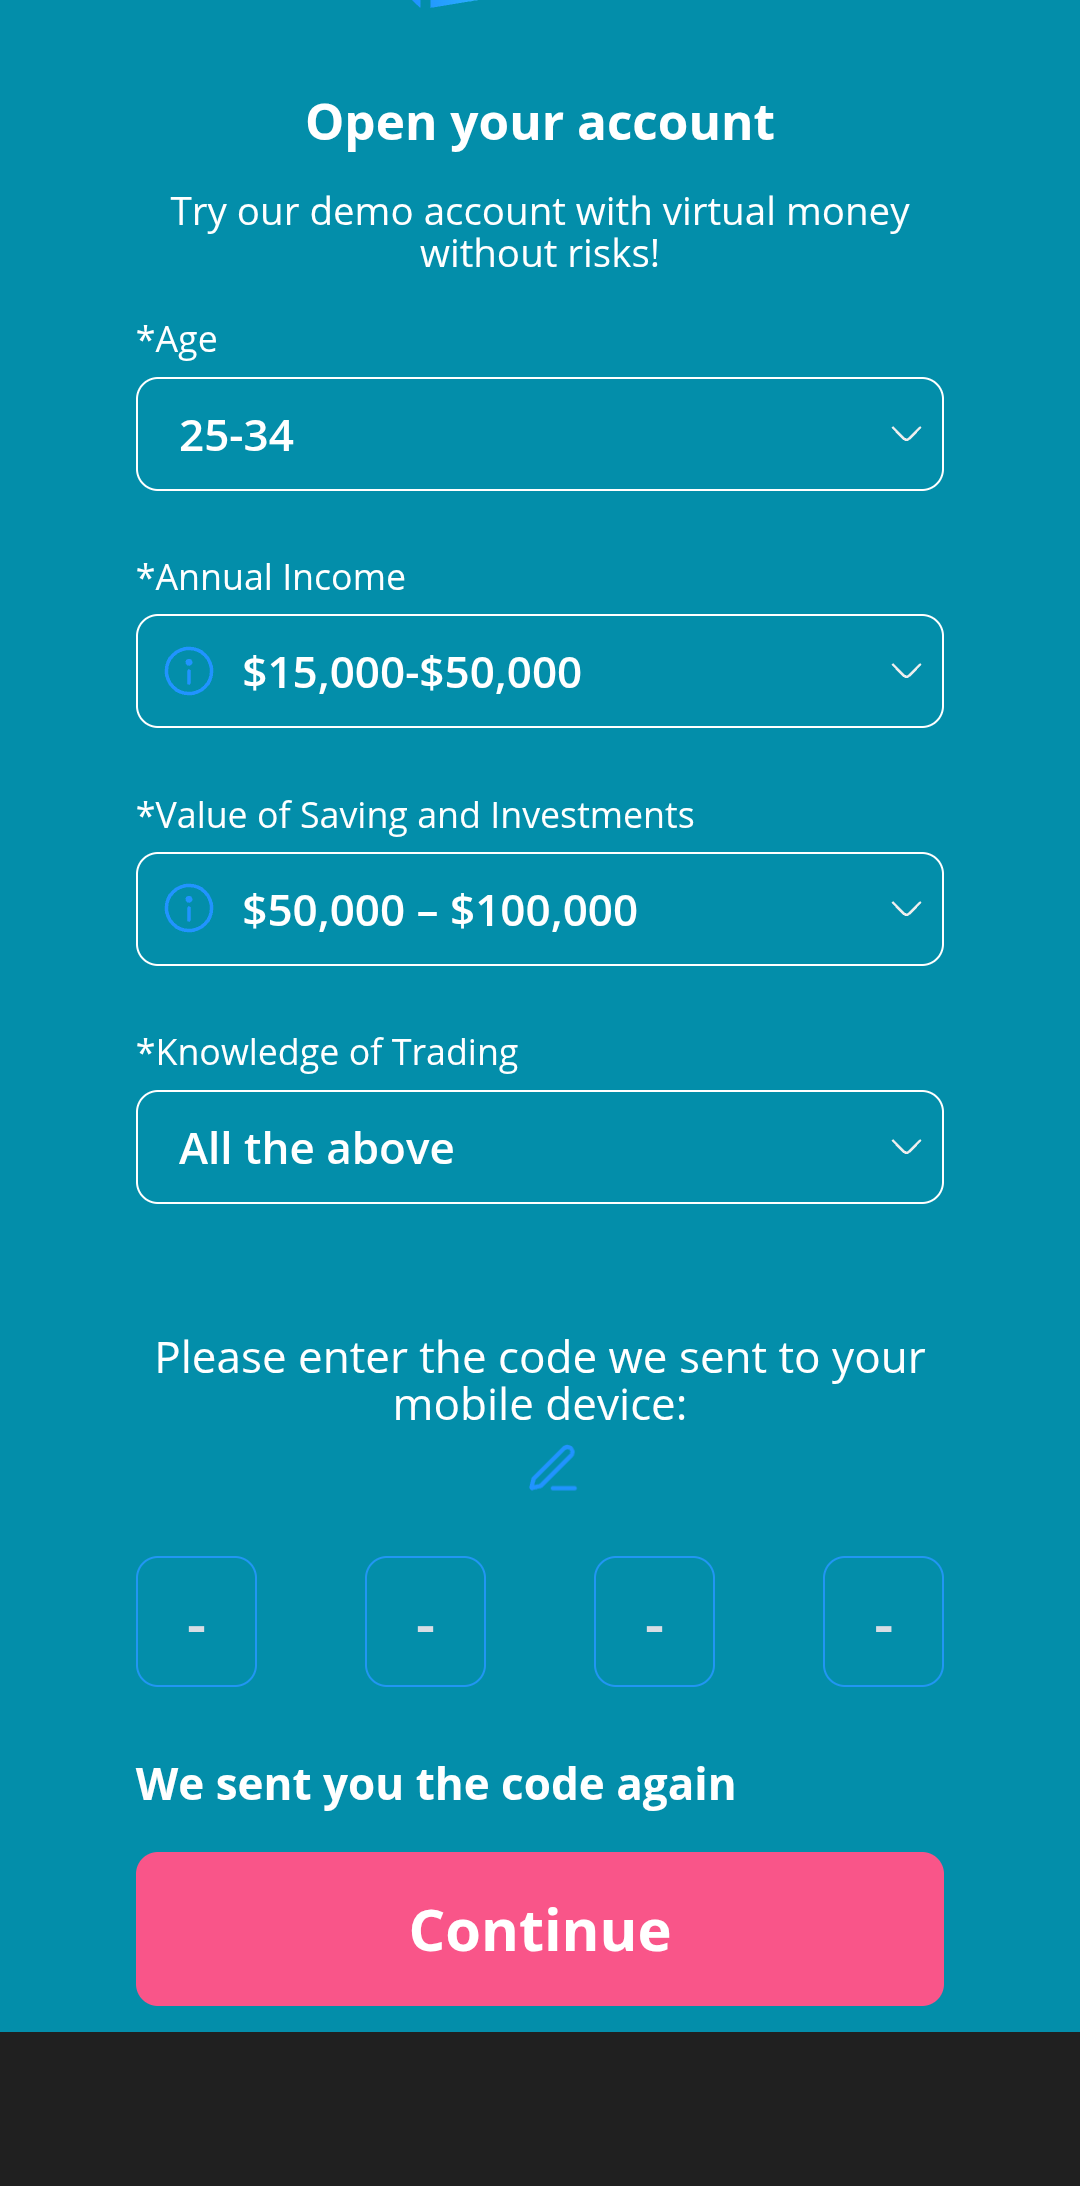 Open your account
Try our demo account with virtual money
without risks!
*Age
25-34
*Annual Income
$15,000-$50,000
*Value of Saving and Investments
$50,000 – $100,000
*Knowledge of Trading
All the above
Please enter the code we sent to your
mobile device:
- - - -
We sent you the code again
Continue